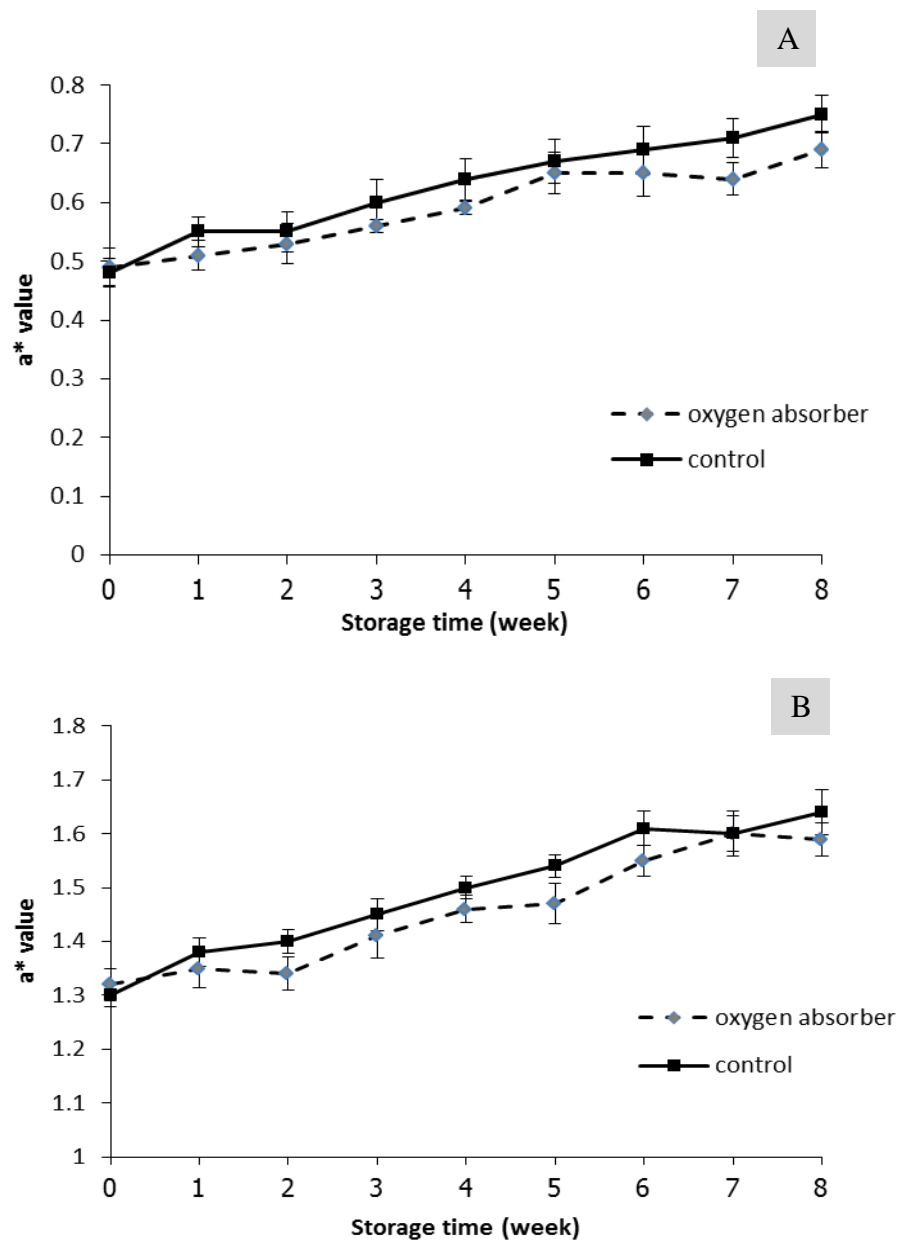 A
0.8
0.7
0.6
0.5
0.4
0.3
0.2
0.1
0
a* value
oxygen absorber
control
0 1 2 3 4 5 6 7 8
Storage time (week)
B
1.8
1.7
1.6
1.5
1.4
1.3
1.2
1.1
1
a* value
oxygen absorber
control
0 1 2 3 4 5 6 7 8
Storage time (week)